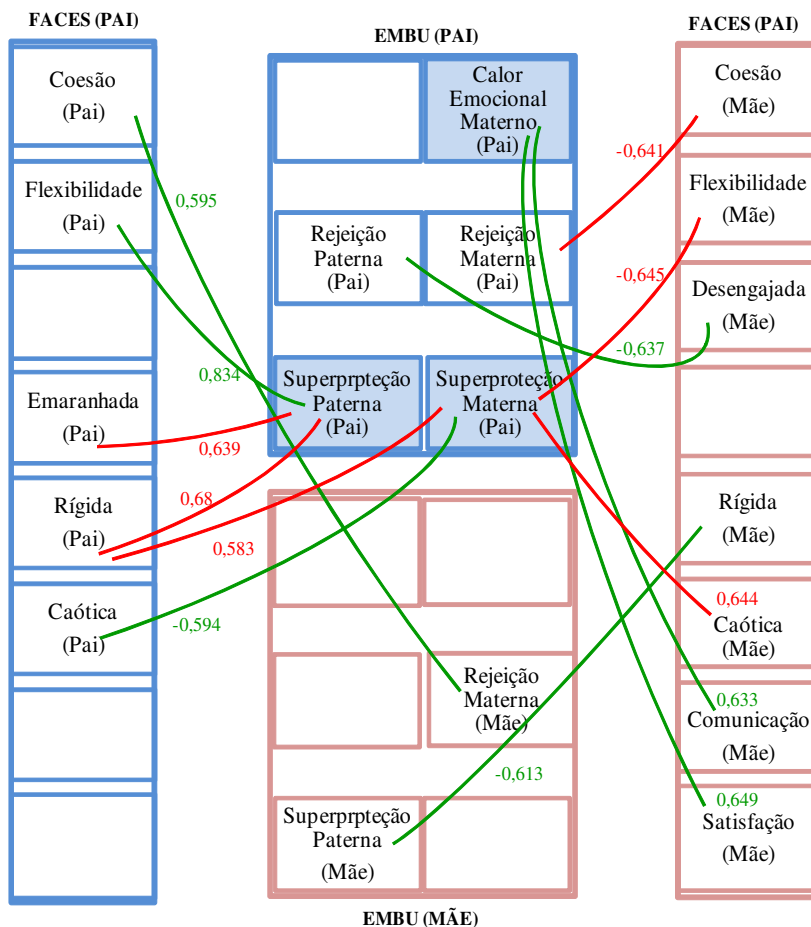 FACES (PAI)
Coesão
(Pai)
Flexibilidade
(Pai)
Emaranhada
(Pai)
Rígida
(Pai)
Caótica
(Pai)
0,595
0,834
0,639
0,68
0,583
-0,594
EMBU (PAI)
Calor
Emocional
Materno
(Pai)
Rejeição
Paterna
(Pai)
Rejeição
Materna
(Pai)
Superprpteção
Paterna
(Pai)
Superproteção
Materna
(Pai)
Rejeição
Materna
(Mãe)
Superprpteção
Paterna
(Mãe)
EMBU (MÃE)
-0,641
-0,645
-0,637
-0,613
FACES (PAI)
Coesão
(Mãe)
Flexibilidade
(Mãe)
Desengajada
(Mãe)
Rígida
(Mãe)
0,644
Caótica
(Mãe)
0,633
Comunicação
(Mãe)
0,649
Satisfação
(Mãe)